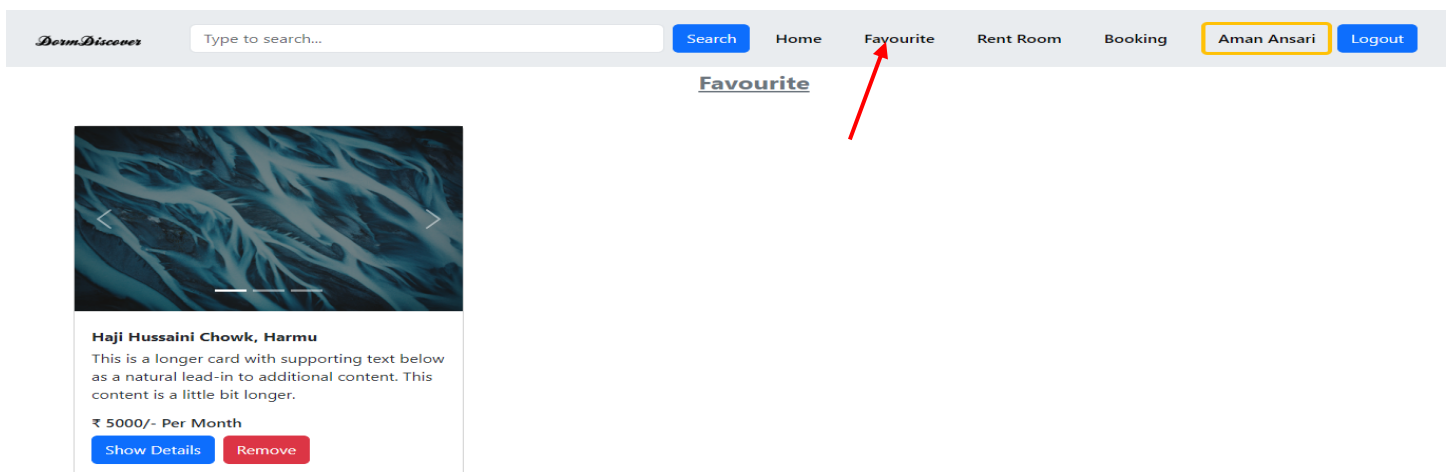 DormDiscover Type to search... Search Home Favourite Rent Room Booking Aman Ansari Logout
Favourite
Haji Hussaini Chowk, Harmu
This is a longer card with supporting text below
as a natural lead-in to additional content. This
content is a little bit longer.
₹ 5000/- Per Month
Show Details Remove